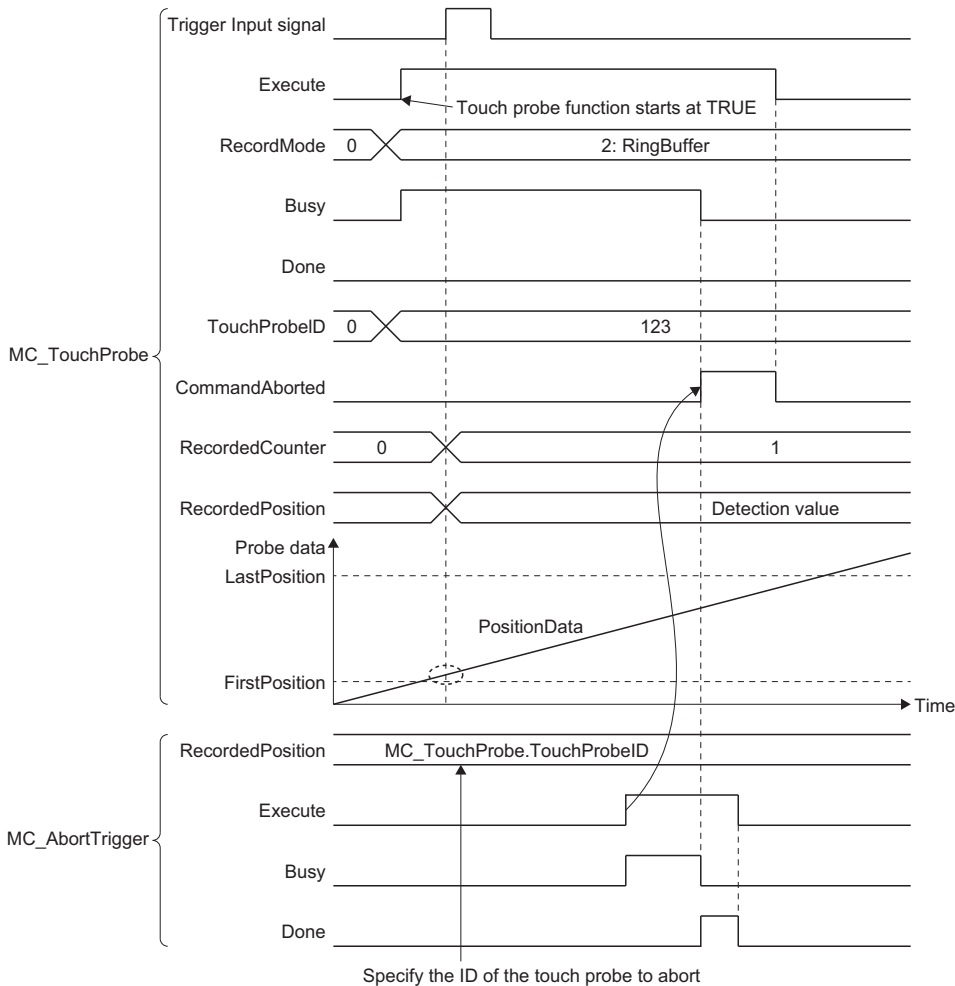 Trigger Input signal
Execute
Touch probe function starts at TRUE
RecordMode 0 2: RingBuffer
Busy
Done
TouchProbeID 0 123
MC_TouchProbe
CommandAborted
RecordedCounter 0 1
RecordedPosition Detection value
Probe data
LastPosition
PositionData
FirstPosition
Time
RecordedPosition MC_TouchProbe.TouchProbeID
Execute
MC_AbortTrigger
Busy
Done
Specify the ID of the touch probe to abort